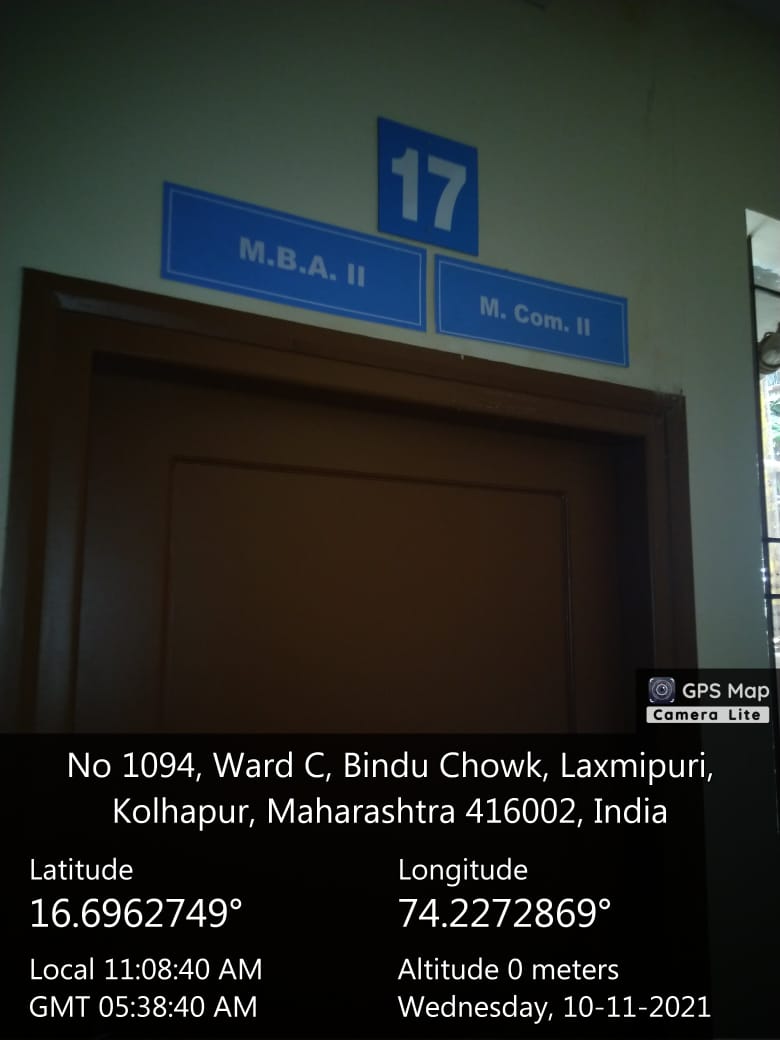 17
M.B.A. II
M. Com. II
GPS Map
Camera Lite
No 1094, Ward C, Bindu Chowk, Laxmipuri,
Kolhapur, Maharashtra 416002, India
Latitude
Longitude
16.6962749°
74.2272869°
Local 11:08:40 AM
Altitude 0 meters
GMT 05:38:40 AM
Wednesday, 10-11-2021